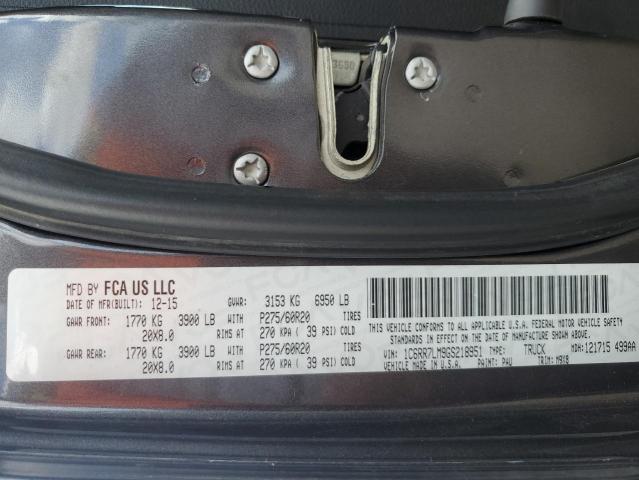 3680
MFD BY FCA US LLC
DATE OF MFR(BUILT): 12-15 GVWR: 3153 KG 6950 LB
GAWR FRONT: 1770 KG 3900 LB WITH P275/60R20 TIRES
20X8.0 RIMS AT 270 KPA ( 39 PSI) COLD
GAWR REAR: 1770 KG 3900 LB WITH P275/60R20 TIRES
20X8.0 RIMS AT 270 KPA ( 39 PSI) COLD
THIS VEHICLE CONFORMS TO ALL APPLICABLE U.S.A. FEDERAL MOTOR VEHICLE SAFETY
STANDARDS IN EFFECT ON THE DATE OF MANUFACTURE SHOWN ABOVE.
VIN: 1C6RR7LM9GS218951 TYPE: TRUCK MDH: 121715 499AA
VEHICLE MADE IN U.S.A. PAINT: PAU TRIM: M9X8